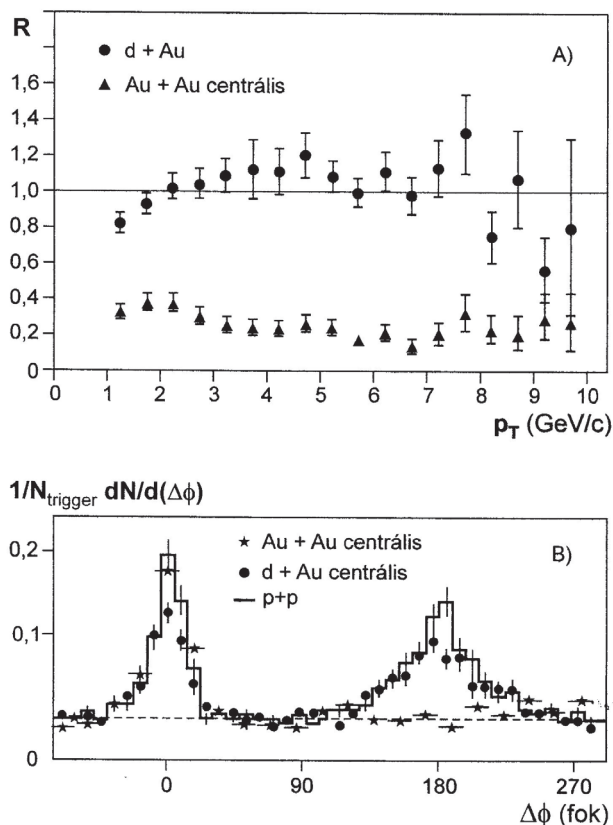 R
d + Au
A)
Au + Au centrális
1,6
1,4
1,2
1,0
0,8
0,6
0,4
0,2
0
0 1 2 3 4 5 6 7 8 9 10
p_T (GeV/c)
1/N_trigger dN/d(Δϕ)
Au + Au centrális
B)
d + Au centrális
p+p
0,2
0,1
0
0 90 180 270
Δϕ (fok)